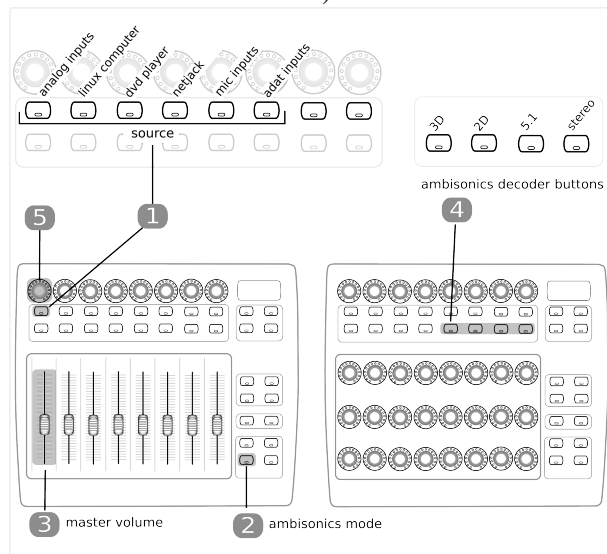 analog inputs
linux computer
dvd player
netjack
mic inputs
adat inputs
source
3D
2D
5.1
stereo
ambisonics decoder buttons
5
1
4
3
master volume
2
ambisonics mode